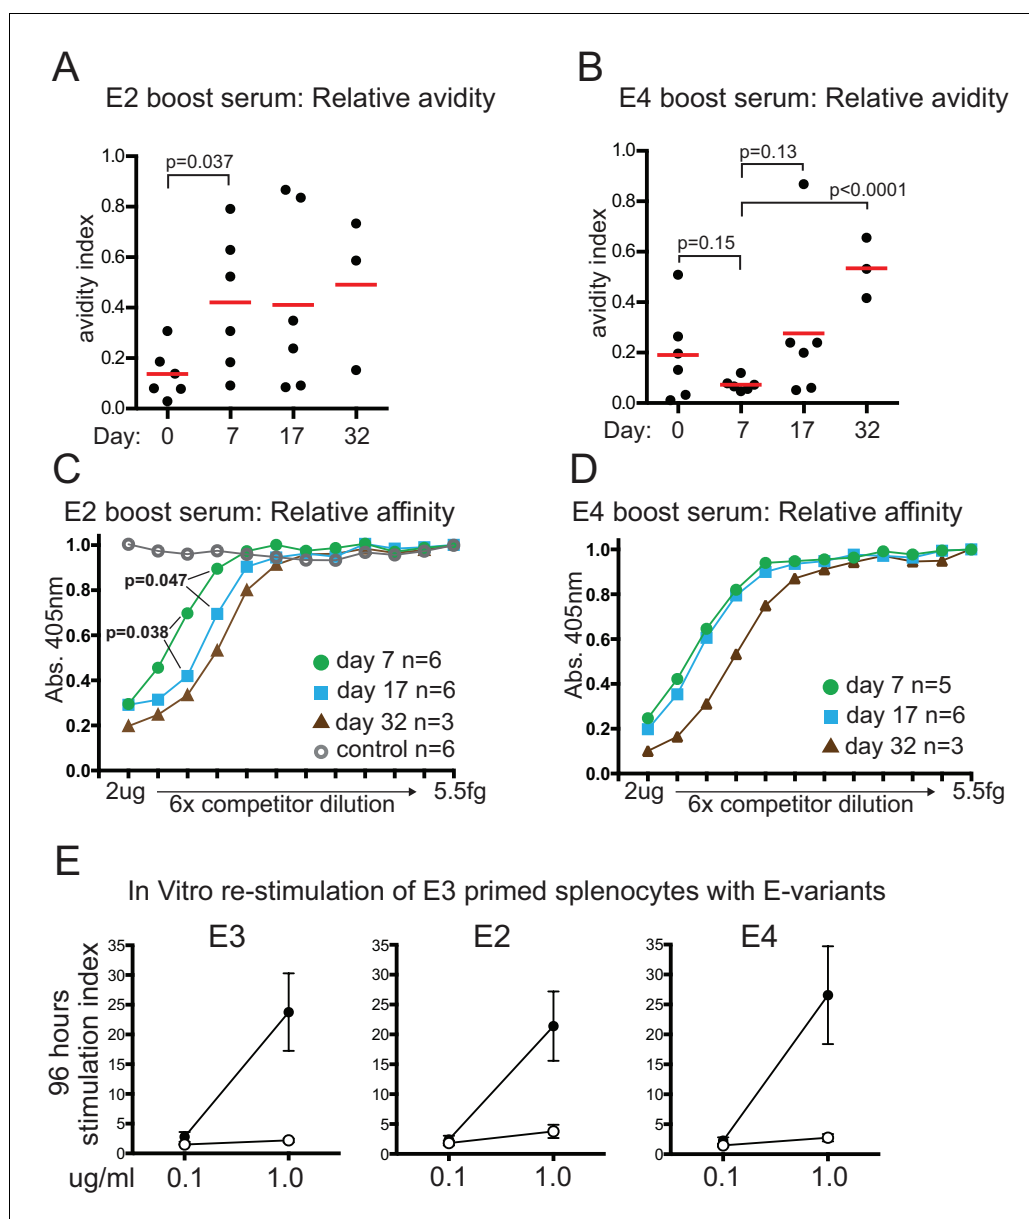 A
E2 boost serum: Relative avidity
avidity index
1.0
0.8
0.6
0.4
0.2
0.0
p=0.037
Day: 0 7 17 32
B
E4 boost serum: Relative avidity
avidity index
1.0
0.8
0.6
0.4
0.2
0.0
p=0.13
p<0.0001
p=0.15
Day: 0 7 17 32
C
E2 boost serum: Relative affinity
Abs. 405nm
1.0
0.8
0.6
0.4
0.2
0.0
p=0.047
p=0.038
day 7 n=6
day 17 n=6
day 32 n=3
control n=6
2ug 6x competitor dilution 5.5fg
D
E4 boost serum: Relative affinity
Abs. 405nm
1.0
0.8
0.6
0.4
0.2
0.0
day 7 n=5
day 17 n=6
day 32 n=3
2ug 6x competitor dilution 5.5fg
E
In Vitro re-stimulation of E3 primed splenocytes with E-variants
96 hours
stimulation index
E3
35
30
25
20
15
10
5
0
ug/ml 0.1 1.0
E2
35
30
25
20
15
10
5
0
0.1 1.0
E4
35
30
25
20
15
10
5
0
0.1 1.0